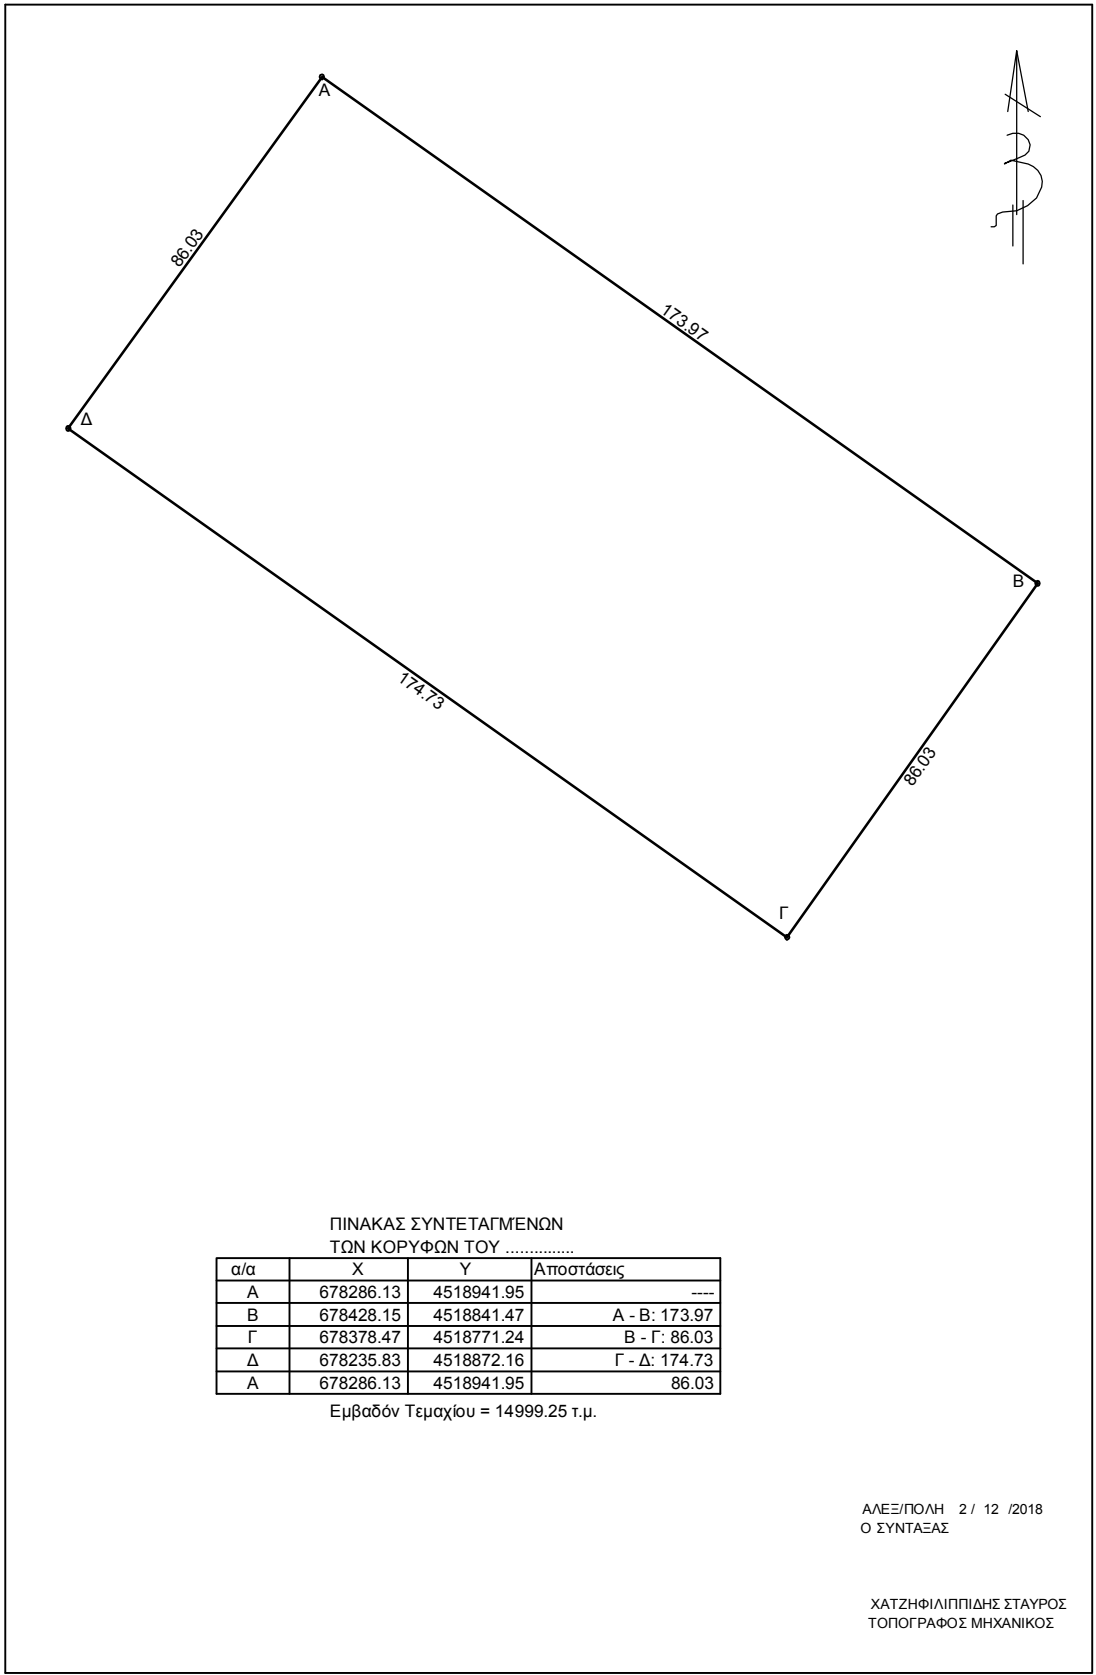 Α
86.03
173.97
Δ
Β
174.73
86.03
Γ
ΠΙΝΑΚΑΣ ΣΥΝΤΕΤΑΓΜΈΝΩΝ
ΤΩΝ ΚΟΡΥΦΩΝ ΤΟΥ ...............
α/α Χ Υ Αποστάσεις
Α 678286.13 4518941.95 ----
Β 678428.15 4518841.47 Α - Β: 173.97
Γ 678378.47 4518771.24 Β - Γ: 86.03
Δ 678235.83 4518872.16 Γ - Δ: 174.73
Α 678286.13 4518941.95 86.03
Εμβαδόν Τεμαχίου = 14999.25 τ.μ.
ΑΛΕΞ/ΠΟΛΗ 2 / 12 /2018
Ο ΣΥΝΤΑΞΑΣ
ΧΑΤΖΗΦΙΛΙΠΠΙΔΗΣ ΣΤΑΥΡΟΣ
ΤΟΠΟΓΡΑΦΟΣ ΜΗΧΑΝΙΚΟΣ